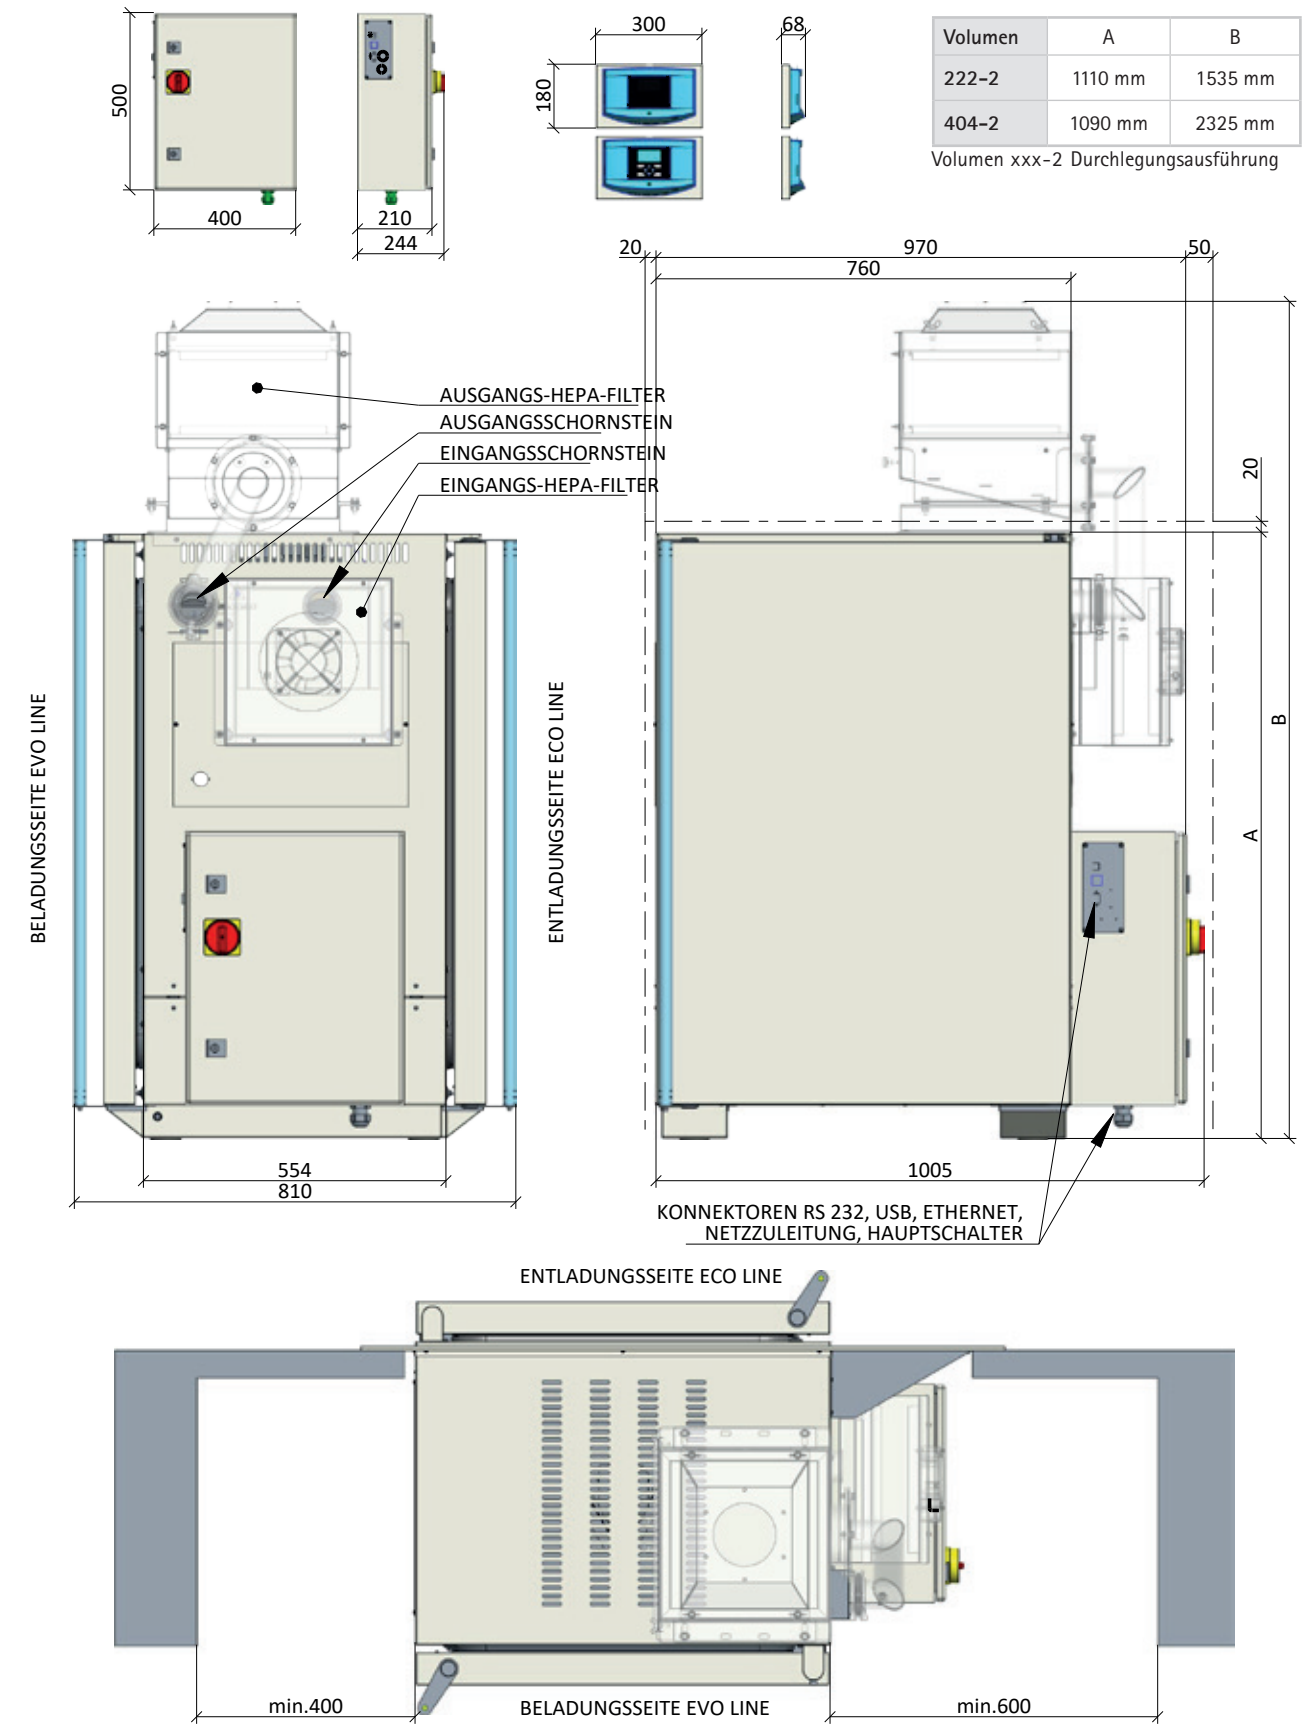 500
400
210
244
300
180
68
Volumen A B
222-2 1110 mm 1535 mm
404-2 1090 mm 2325 mm
Volumen xxx-2 Durchlegungsausführung
20 970 50
760
AUSGANGS-HEPA-FILTER
AUSGANGSSCHORNSTEIN
EINGANGSSCHORNSTEIN
EINGANGS-HEPA-FILTER
20
BELADUNGSSEITE EVO LINE
ENTLADUNGSSEITE ECO LINE
A
B
554
810
1005
KONNEKTOREN RS 232, USB, ETHERNET,
NETZZULEITUNG, HAUPTSCHALTER
ENTLADUNGSSEITE ECO LINE
min.400
BELADUNGSSEITE EVO LINE
min.600